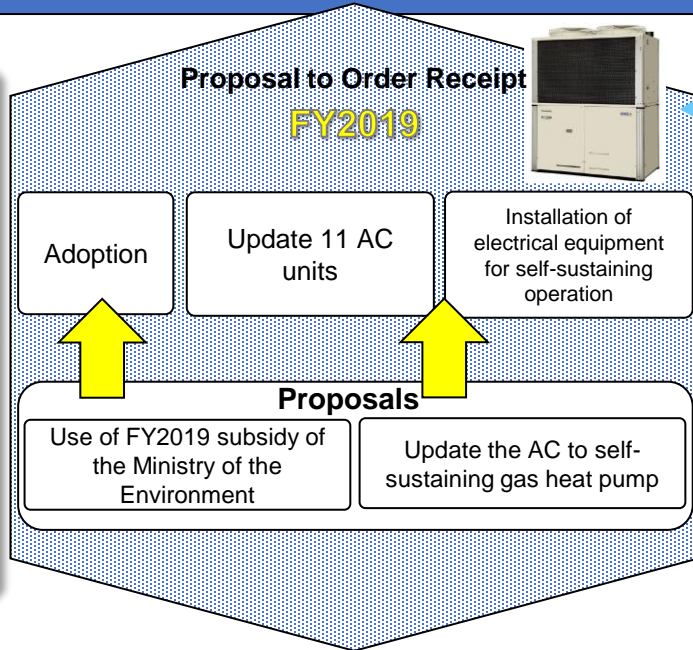 Proposal to Order Receipt
FY2019
Adoption
Update 11 AC
units
Installation of
electrical equipment
for self-sustaining
operation
Proposals
Use of FY2019 subsidy of
the Ministry of the
Environment
Update the AC to self-
sustaining gas heat pump